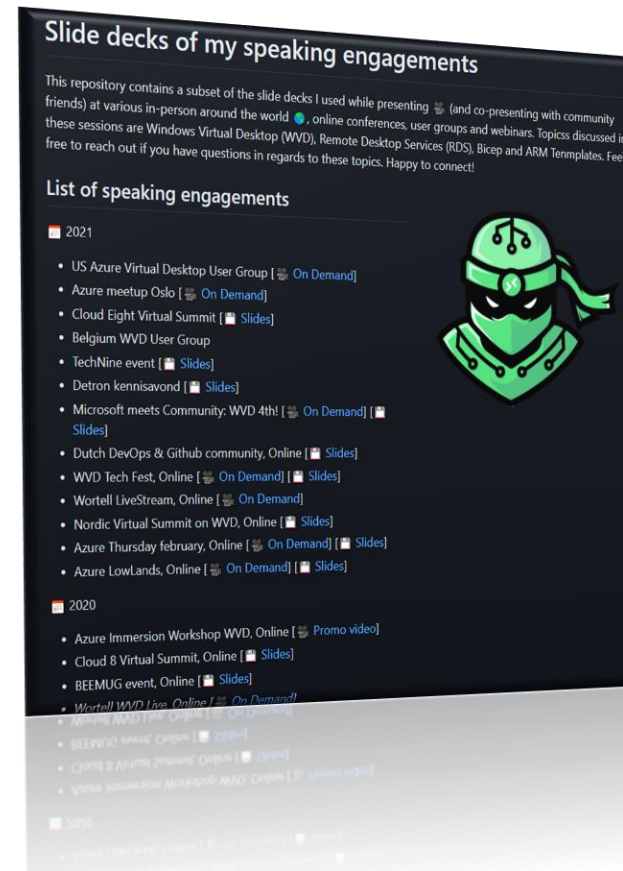 Slide decks of my speaking engagements
This repository contains a subset of the slide decks I used while presenting 🎥 (and co-presenting with community
friends) at various in-person around the world 🌎, online conferences, user groups and webinars. Topicss discussed in
these sessions are Windows Virtual Desktop (WVD), Remote Desktop Services (RDS), Bicep and ARM Tenmplates. Feel
free to reach out if you have questions in regards to these topics. Happy to connect!
List of speaking engagements
📅 2021
• US Azure Virtual Desktop User Group [🎥 On Demand]
• Azure meetup Oslo [🎥 On Demand]
• Cloud Eight Virtual Summit [💾 Slides]
• Belgium WVD User Group
• TechNine event [💾 Slides]
• Detron kennisavond [💾 Slides]
• Microsoft meets Community: WVD 4th! [🎥 On Demand] [💾
Slides]
• Dutch DevOps & Github community, Online [💾 Slides]
• WVD Tech Fest, Online [🎥 On Demand] [💾 Slides]
• Wortell LiveStream, Online [🎥 On Demand]
• Nordic Virtual Summit on WVD, Online [💾 Slides]
• Azure Thursday february, Online [🎥 On Demand] [💾 Slides]
• Azure LowLands, Online [🎥 On Demand] [💾 Slides]
📅 2020
• Azure Immersion Workshop WVD, Online [🎥 Promo video]
• Cloud 8 Virtual Summit, Online [💾 Slides]
• BEEMUG event, Online [💾 Slides]
• Wortell WVD Live, Online [🎥 On Demand]